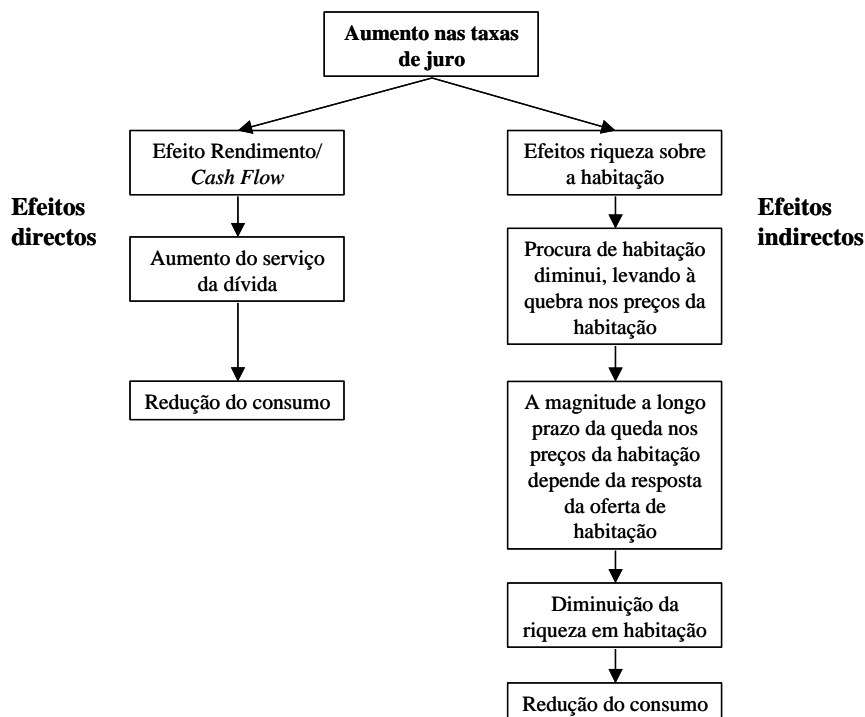 Aumento nas taxas
de juro
Efeitos
directos
Efeito Rendimento/
Cash Flow
Aumento do serviço
da dívida
Redução do consumo
Efeitos
indirectos
Efeitos riqueza sobre
a habitação
Procura de habitação
diminui, levando à
quebra nos preços da
habitação
A magnitude a longo
prazo da queda nos
preços da habitação
depende da resposta
da oferta de
habitação
Diminuição da
riqueza em habitação
Redução do consumo